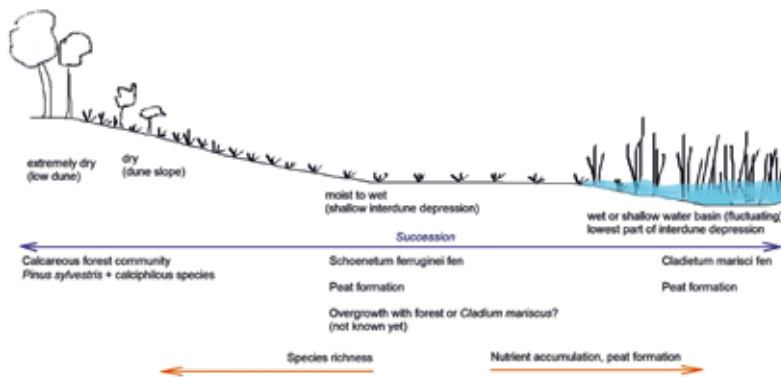 extremely dry
(low dune)
dry
(dune slope)
moist to wet
(shallow interdune depression)
wet or shallow water basin (fluctuating)
lowest part of interdune depression
Succession
Calcareous forest community
Pinus sylvestris + calciphilous species
Schoenetum ferruginei fen
Peat formation
Overgrowth with forest or Cladium mariscus?
(not known yet)
Cladietum marisci fen
Peat formation
Species richness
Nutrient accumulation, peat formation